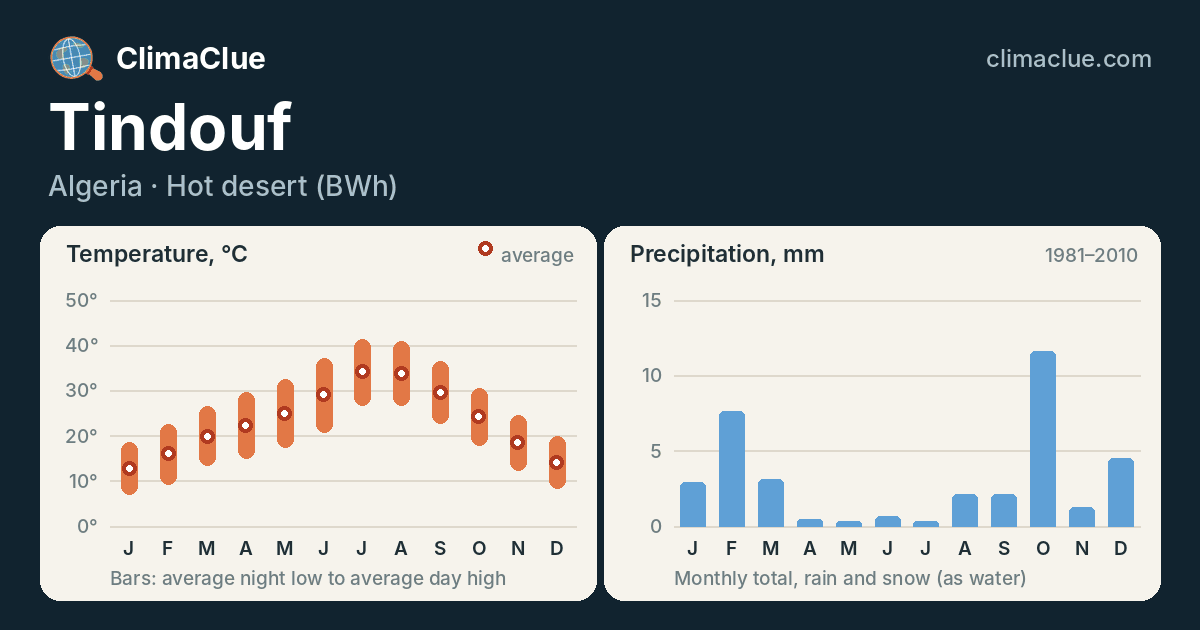 ClimaClue
climaclue.com
Tindouf
Algeria · Hot desert (BWh)
Temperature, °C
average
50°
40°
30°
20°
10°
0°
J F M A M J J A S O N D
Bars: average night low to average day high
Precipitation, mm
1981–2010
15
10
5
0
J F M A M J J A S O N D
Monthly total, rain and snow (as water)